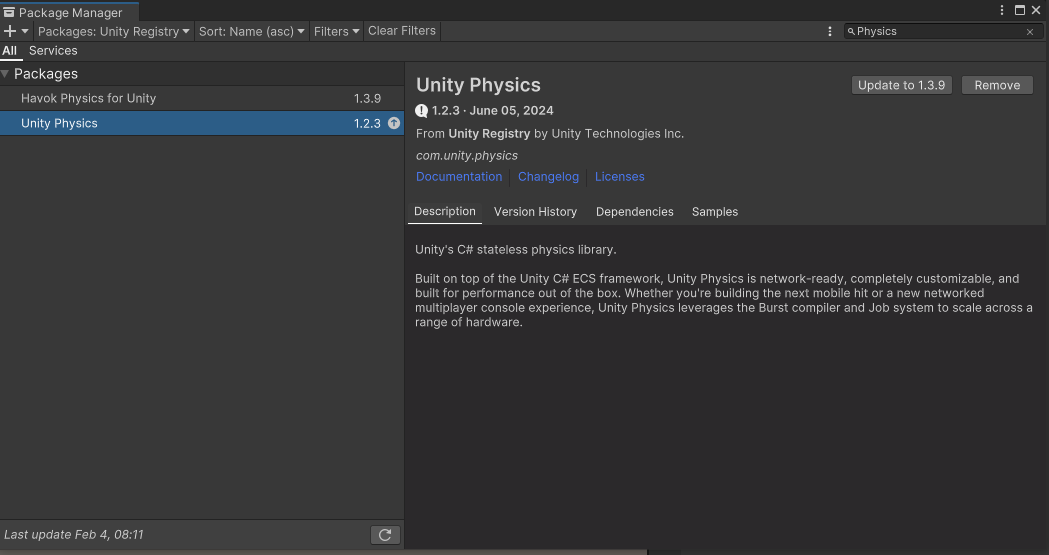 Package Manager
Packages: Unity Registry Sort: Name (asc) Filters Clear Filters Physics
All Services
Packages
Havok Physics for Unity 1.3.9
Unity Physics 1.2.3
Unity Physics
Update to 1.3.9 Remove
1.2.3 · June 05, 2024
From Unity Registry by Unity Technologies Inc.
com.unity.physics
Documentation Changelog Licenses
Description Version History Dependencies Samples
Unity's C# stateless physics library.
Built on top of the Unity C# ECS framework, Unity Physics is network-ready, completely customizable, and
built for performance out of the box. Whether you're building the next mobile hit or a new networked
multiplayer console experience, Unity Physics leverages the Burst compiler and Job system to scale across a
range of hardware.
Last update Feb 4, 08:11